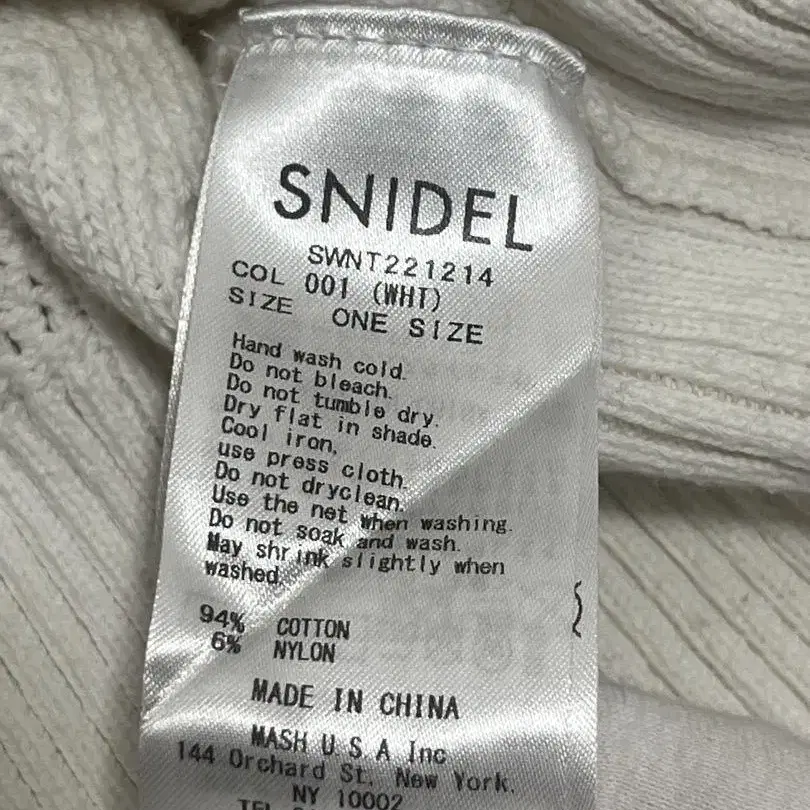 SNIDEL
SWNT221214
COL 001 (WHT)
SIZE ONE SIZE
Hand wash cold.
Do not bleach.
Do not tumble dry.
Dry flat in shade.
Cool iron,
use press cloth.
Do not dryclean.
Use the net when washing.
Do not soak and wash.
May shrink slightly when
washed.
94% COTTON
6% NYLON
MADE IN CHINA
MASH U.S.A Inc
144 Orchard St. New York.
NY 10002
TEL